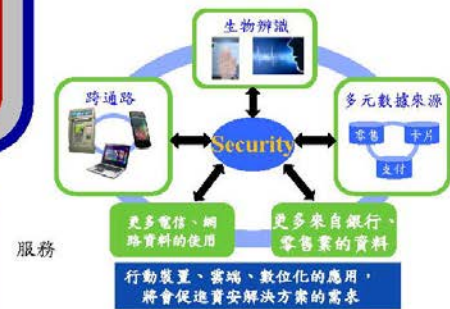 生物辨識
跨通路
多元數據來源
零售
卡片
支付
Security
更多電信、網
路資料的使用
更多來自銀行、
零售業的資料
服務
行動裝置、雲端、數位化的應用，
將會促進資安解決方案的需求